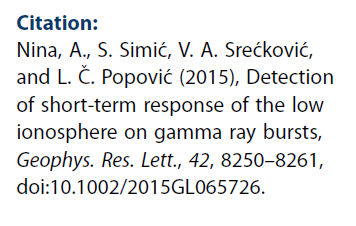 Citation:
Nina, A., S. Simić, V. A. Srećković,
and L. Č. Popović (2015), Detection
of short-term response of the low
ionosphere on gamma ray bursts,
Geophys. Res. Lett., 42, 8250–8261,
doi:10.1002/2015GL065726.